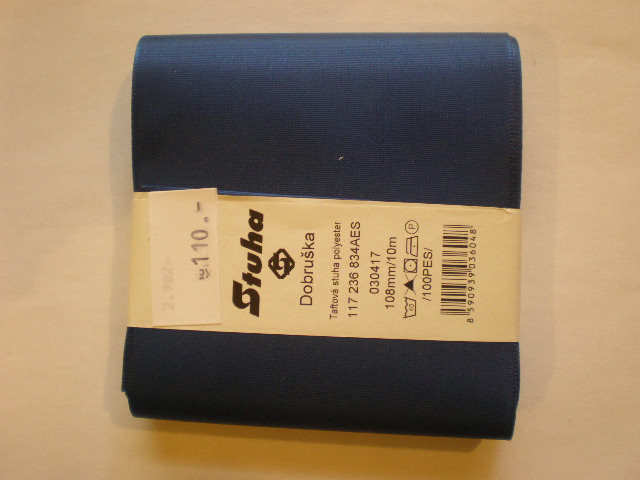 110.-
Stuha
Dobruška
Taftová stuha polyester
117 236 834AES
030417
108mm/10m
P
/100PES/
8 590939 036048